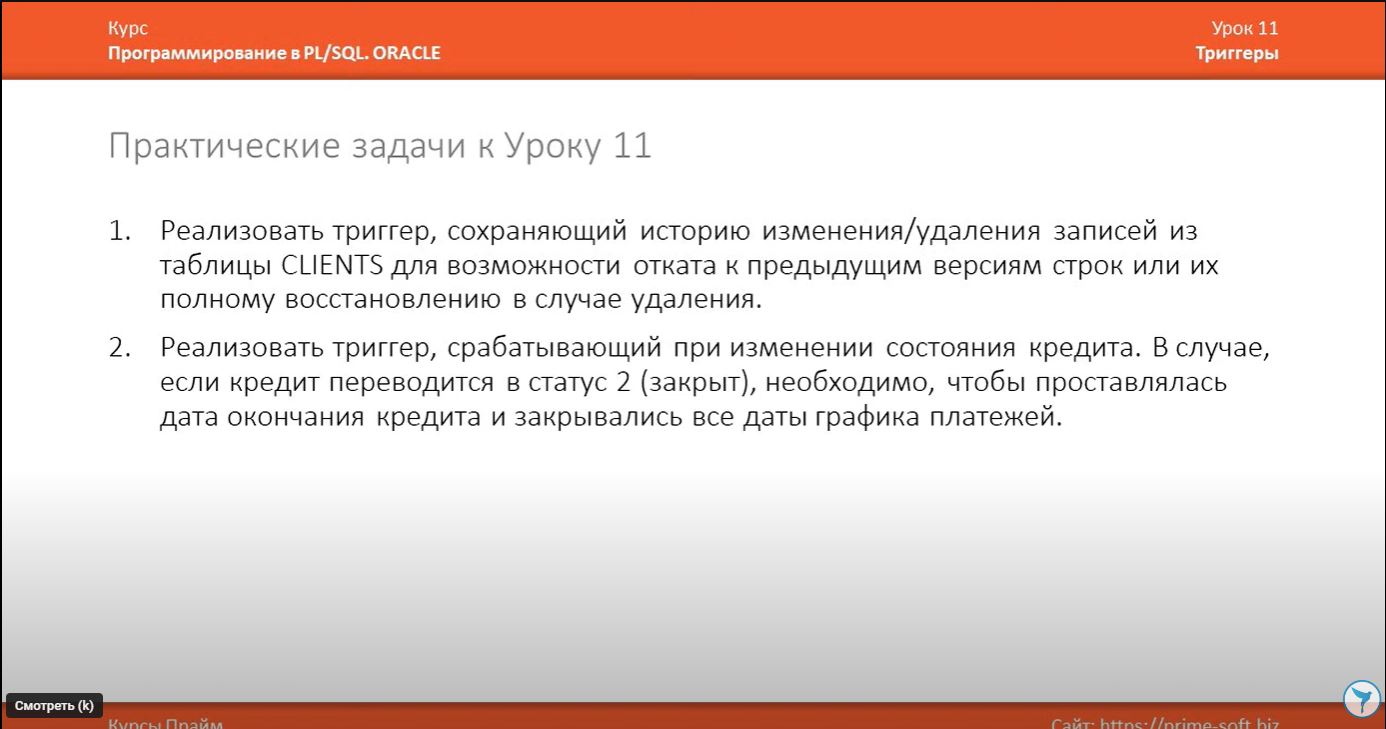 Курс
Урок 11
Программирование в PL/SQL. ORACLE
Триггеры
Практические задачи к Уроку 11
1. Реализовать триггер, сохраняющий историю изменения/удаления записей из
таблицы CLIENTS для возможности отката к предыдущим версиям строк или их
полному восстановлению в случае удаления.
2. Реализовать триггер, срабатывающий при изменении состояния кредита. В случае,
если кредит переводится в статус 2 (закрыт), необходимо, чтобы проставлялась
дата окончания кредита и закрывались все даты графика платежей.
Смотреть (k)
Курсы Прайм
Сайт: https://prime-soft.biz